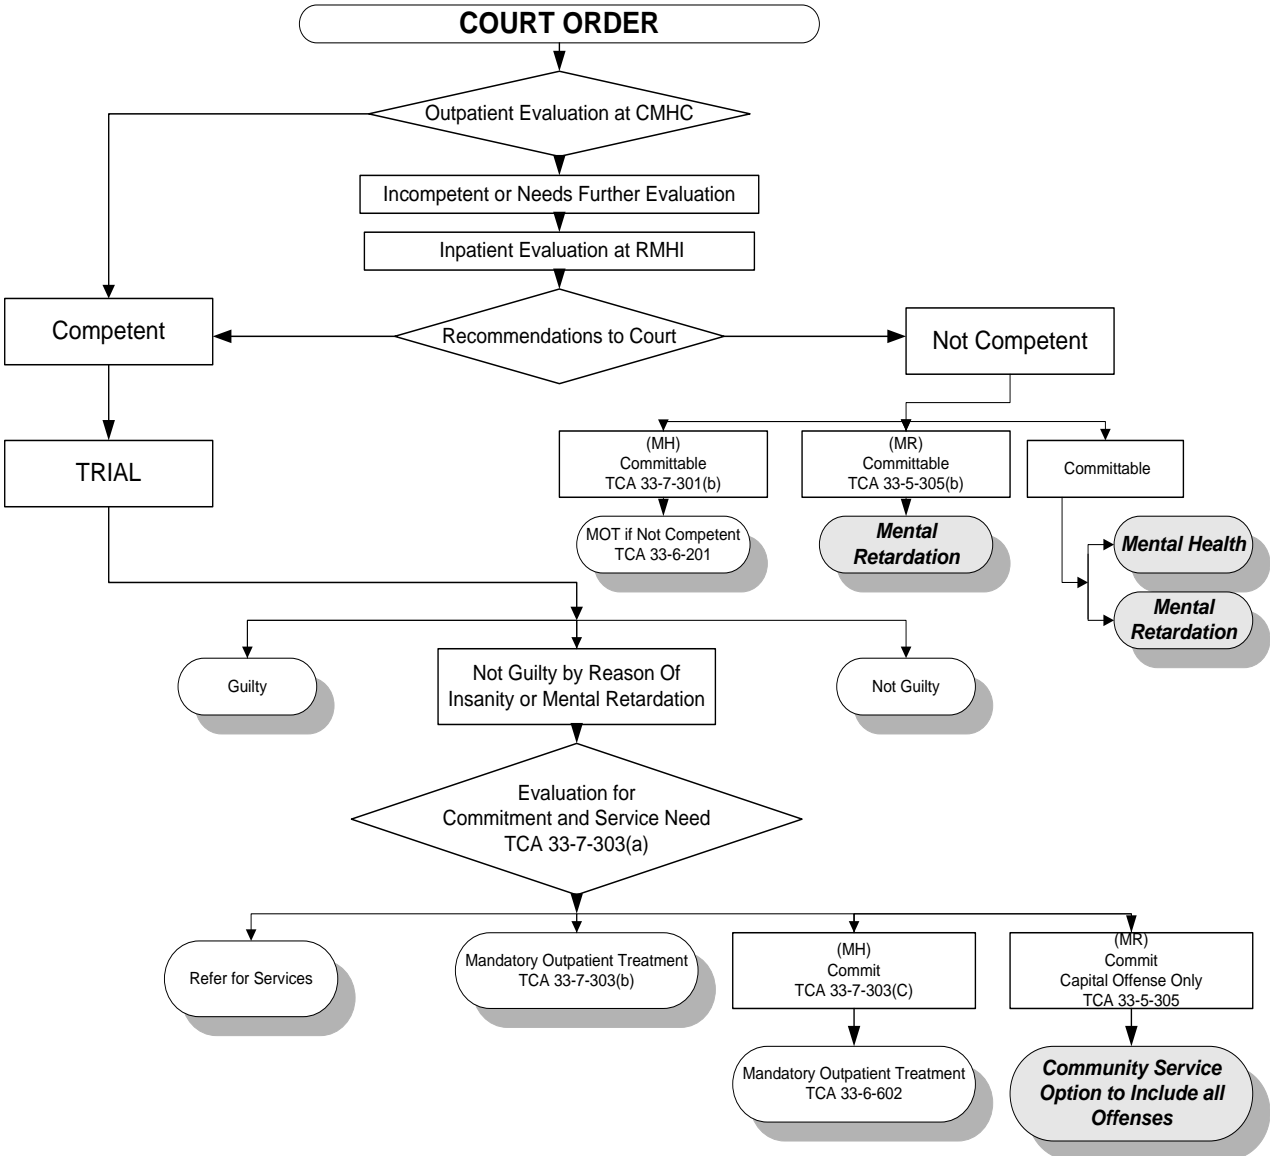 COURT ORDER
Outpatient Evaluation at CMHC
Incompetent or Needs Further Evaluation
Inpatient Evaluation at RMHI
Competent
Recommendations to Court
Not Competent
(MH)
Committable
TCA 33-7-301(b)
(MR)
Committable
TCA 33-5-305(b)
Committable
TRIAL
MOT if Not Competent
TCA 33-6-201
Mental
Retardation
Mental Health
Mental
Retardation
Guilty
Not Guilty by Reason Of
Insanity or Mental Retardation
Not Guilty
Evaluation for
Commitment and Service Need
TCA 33-7-303(a)
Refer for Services
Mandatory Outpatient Treatment
TCA 33-7-303(b)
(MH)
Commit
TCA 33-7-303(C)
(MR)
Commit
Capital Offense Only
TCA 33-5-305
Mandatory Outpatient Treatment
TCA 33-6-602
Community Service
Option to Include all
Offenses